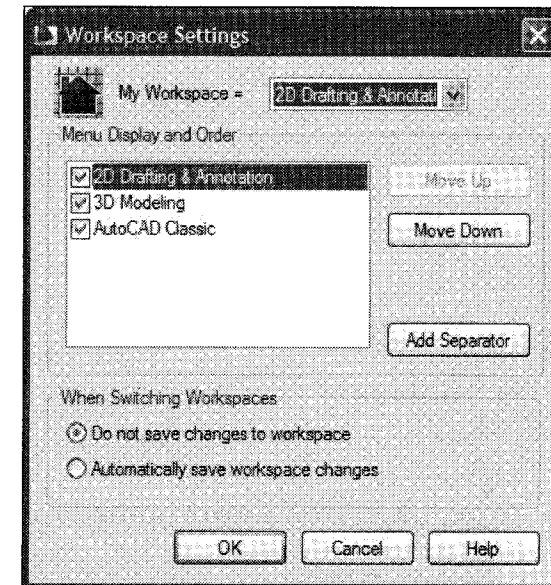 Workspace Settings
My Workspace =
2D Drafting & Annotati
Menu Display and Order
2D Drafting & Annotation
3D Modeling
AutoCAD Classic
Move Up
Move Down
Add Separator
When Switching Workspaces
Do not save changes to workspace
Automatically save workspace changes
OK
Cancel
Help